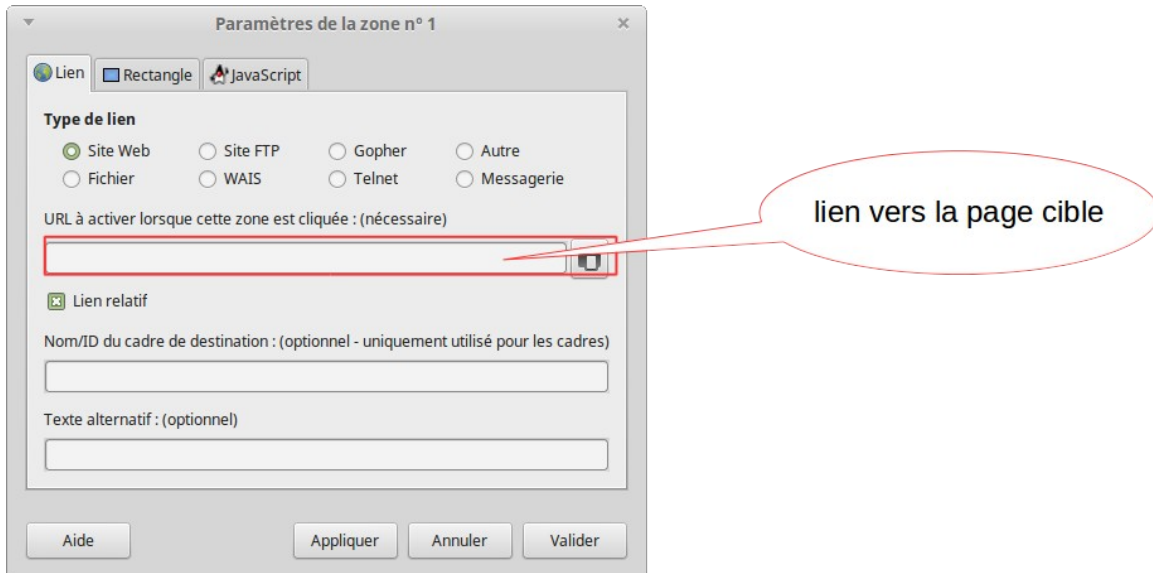 Paramètres de la zone n° 1
Lien Rectangle JavaScript
Type de lien
Site Web Site FTP Gopher Autre
Fichier WAIS Telnet Messagerie
URL à activer lorsque cette zone est cliquée : (nécessaire)
lien vers la page cible
Lien relatif
Nom/ID du cadre de destination : (optionnel - uniquement utilisé pour les cadres)
Texte alternatif : (optionnel)
Aide Appliquer Annuler Valider